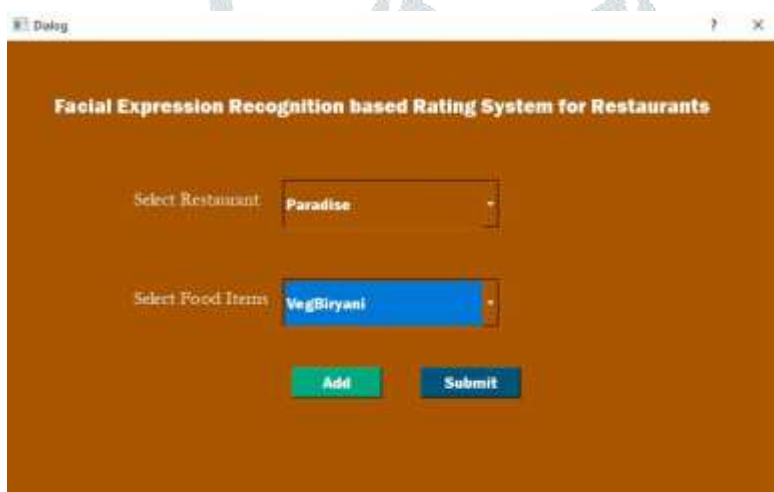 Dialog ? ×
Facial Expression Recognition based Rating System for Restaurants
Select Restaurant Paradise
Select Food Items VegBiryani
Add Submit